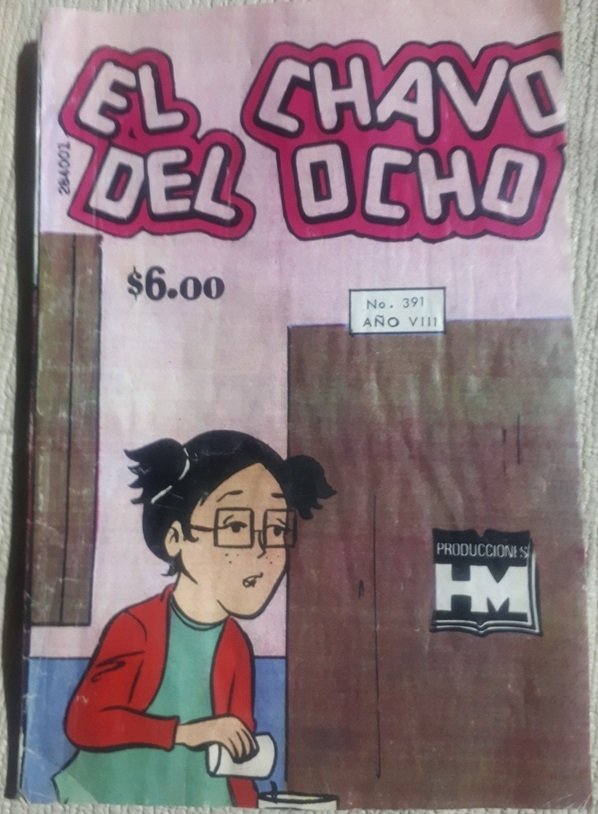 EL CHAVO
DEL OCHO
284001
$6.00
No. 391
AÑO VIII
PRODUCCIONES
HM